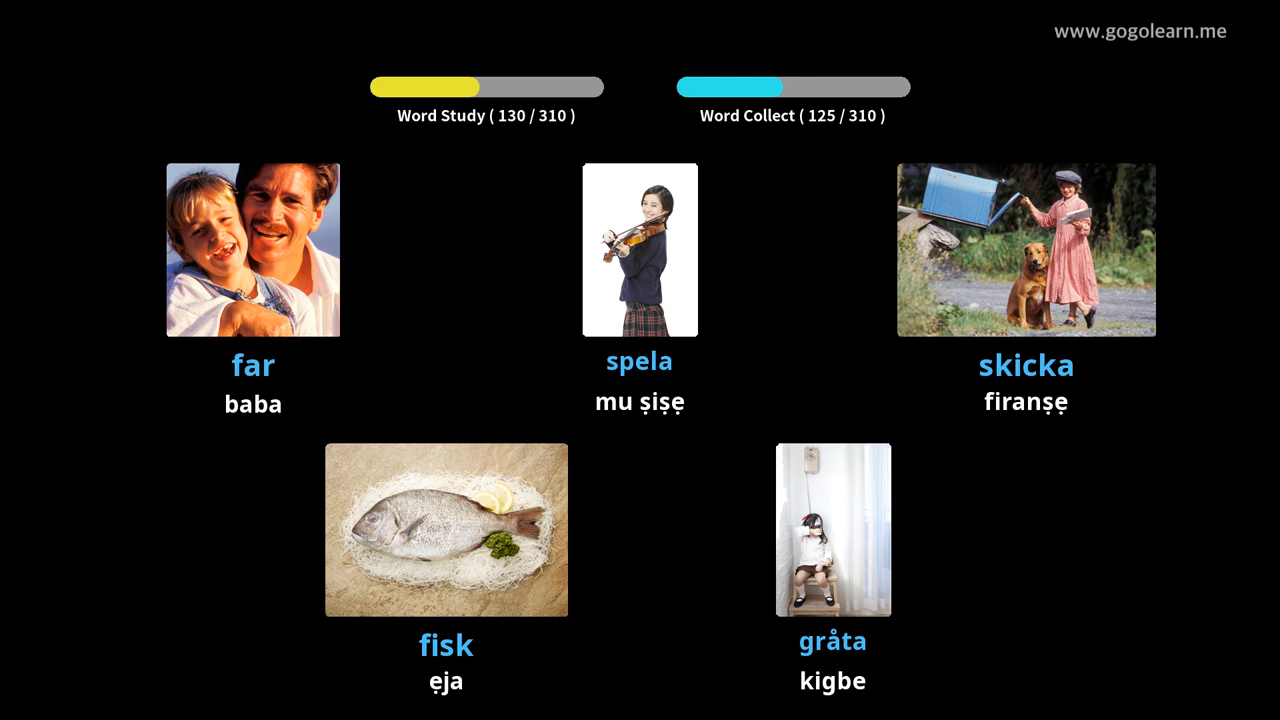 www.gogolearn.me
Word Study ( 130 / 310 )
Word Collect ( 125 / 310 )
far
baba
spela
mu ṣiṣẹ
skicka
firanṣẹ
fisk
ẹja
gråta
kigbe